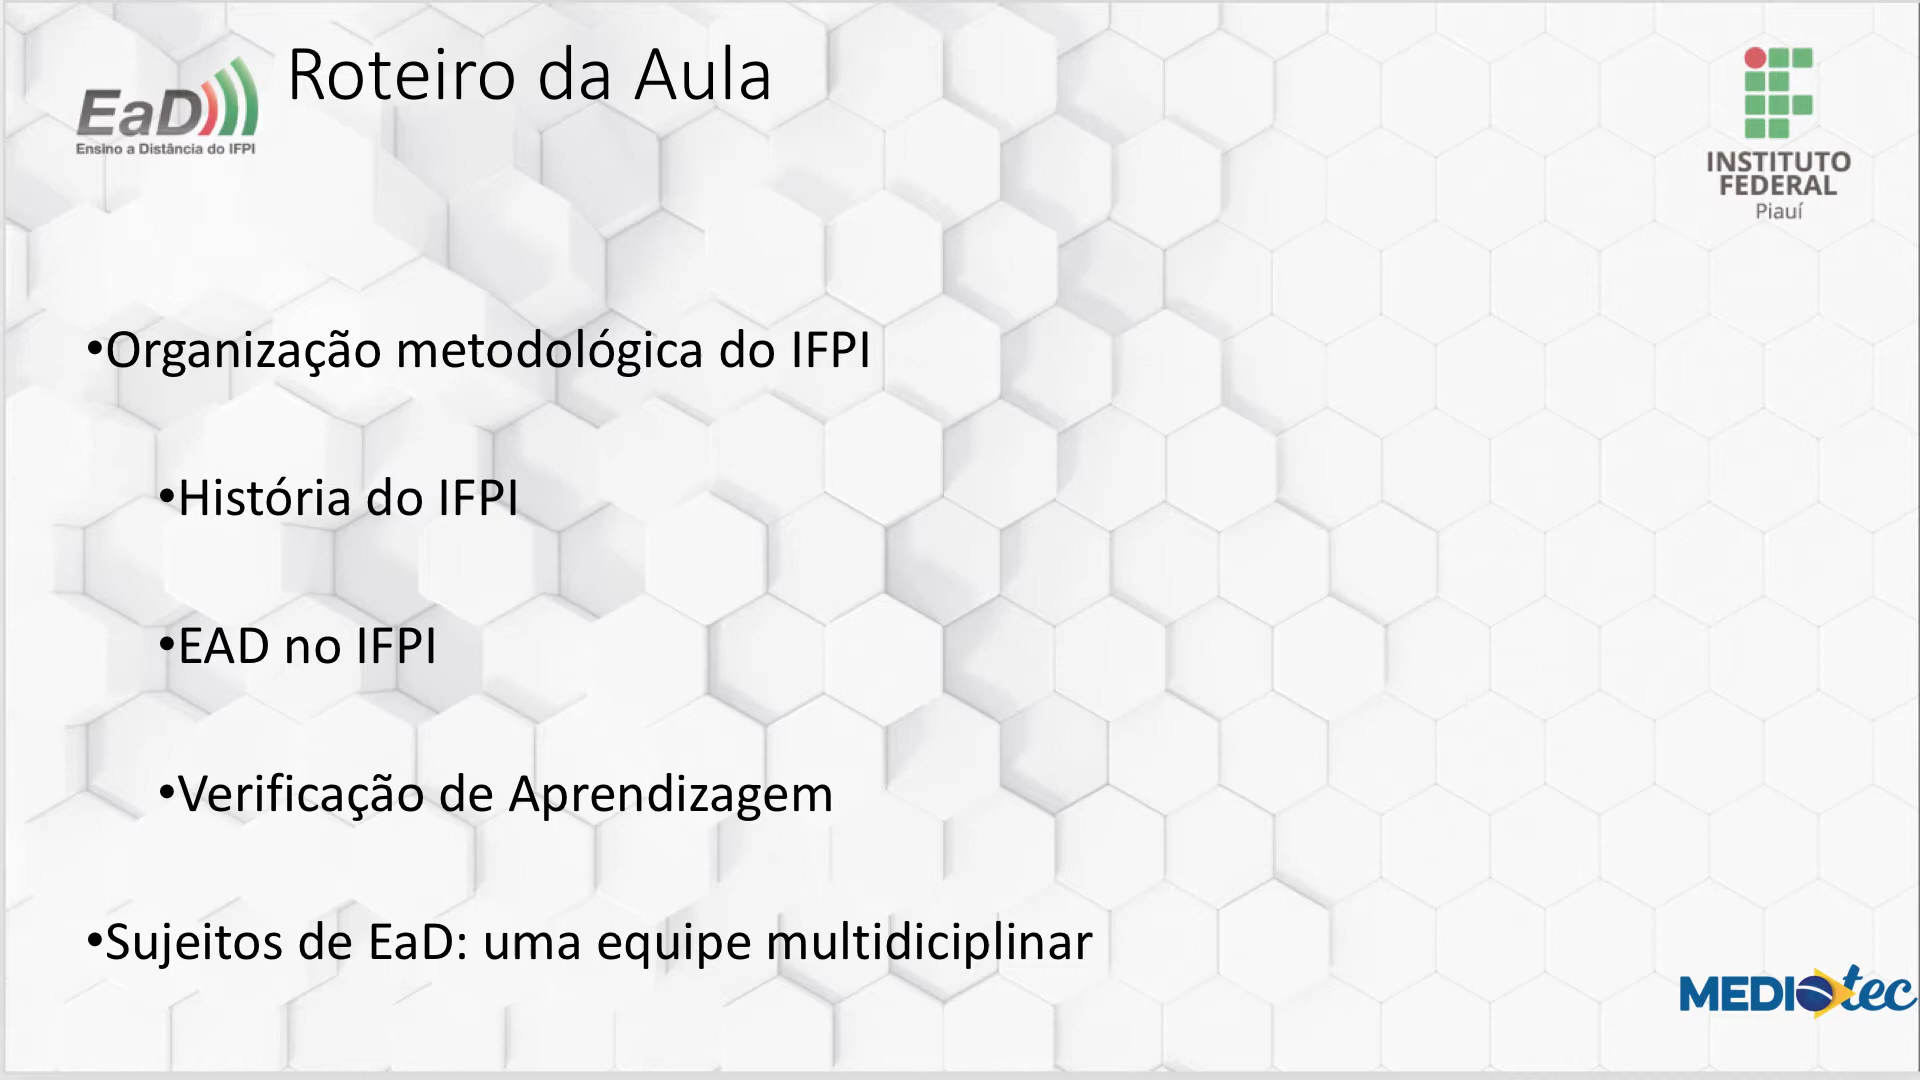 Roteiro da Aula
EaD
Ensino a Distância do IFPI
INSTITUTO
FEDERAL
Piauí
•Organização metodológica do IFPI
•História do IFPI
•EAD no IFPI
•Verificação de Aprendizagem
•Sujeitos de EaD: uma equipe multidiciplinar
MEDIOtec